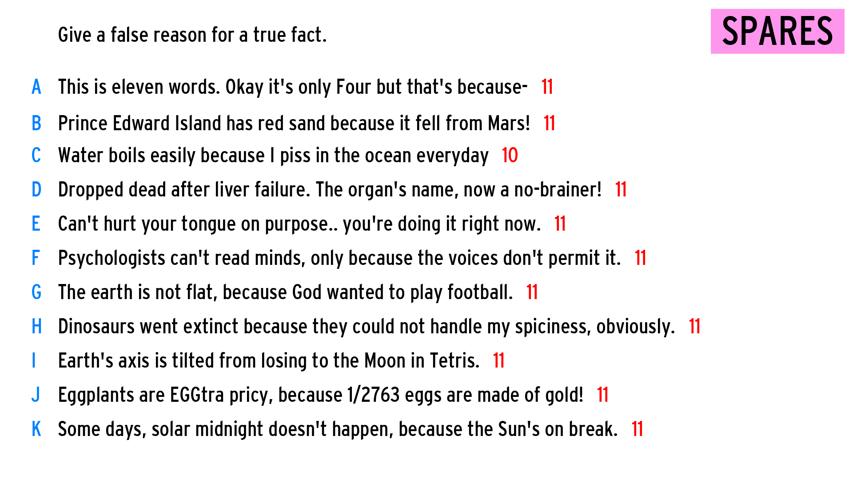 Give a false reason for a true fact.
SPARES
A This is eleven words. Okay it's only Four but that's because- 11
B Prince Edward Island has red sand because it fell from Mars! 11
C Water boils easily because I piss in the ocean everyday 10
D Dropped dead after liver failure. The organ's name, now a no-brainer! 11
E Can't hurt your tongue on purpose.. you're doing it right now. 11
F Psychologists can't read minds, only because the voices don't permit it. 11
G The earth is not flat, because God wanted to play football. 11
H Dinosaurs went extinct because they could not handle my spiciness, obviously. 11
I Earth's axis is tilted from losing to the Moon in Tetris. 11
J Eggplants are EGGtra pricy, because 1/2763 eggs are made of gold! 11
K Some days, solar midnight doesn't happen, because the Sun's on break. 11